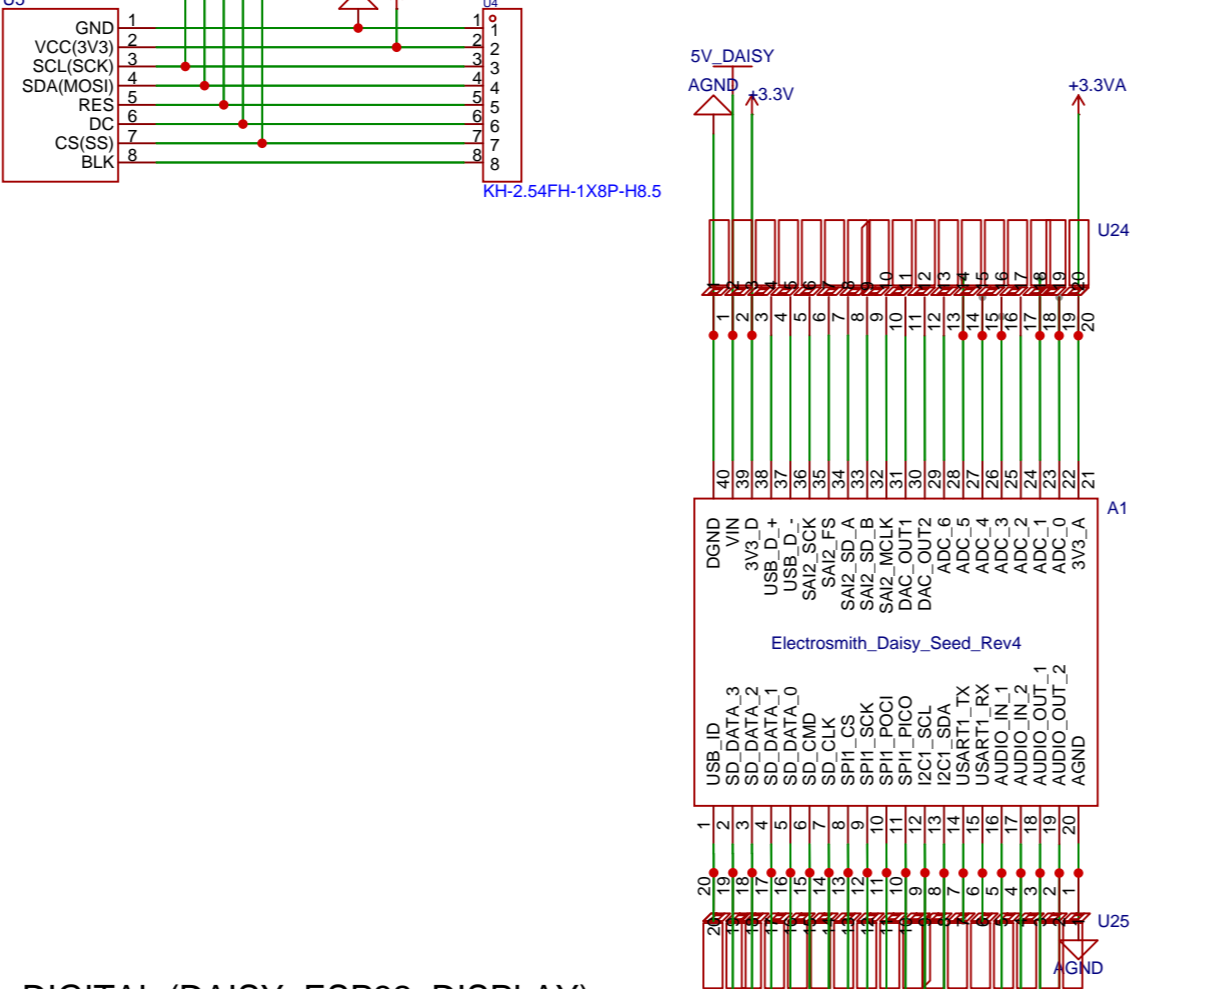 U4
GND 1 1 1
VCC(3V3) 2 2 2
SCL(SCK) 3 3 3
SDA(MOSI) 4 4 4
RES 5 5 5
DC 6 6 6
CS(SS) 7 7 7
BLK 8 8 8
KH-2.54FH-1X8P-H8.5
5V_DAISY
AGND
+3.3V
+3.3VA
U24
1 2 3 4 5 6 7 8 9 10 11 12 13 14 15 16 17 18 19 20
40 39 38 37 36 35 34 33 32 31 30 29 28 27 26 25 24 23 22 21
A1
DGND
VIN
3V3_D
USB_D_+
USB_D_-
SAI2_SCK
SAI2_FS
SAI2_SD_A
SAI2_SD_B
SAI2_MCLK
DAC_OUT1
DAC_OUT2
ADC_6
ADC_5
ADC_4
ADC_3
ADC_2
ADC_1
ADC_0
3V3_A
Electrosmith_Daisy_Seed_Rev4
USB_ID
SD_DATA_3
SD_DATA_2
SD_DATA_1
SD_DATA_0
SD_CMD
SD_CLK
SPI1_CS
SPI1_SCK
SPI1_POCI
SPI1_PICO
I2C1_SCL
I2C1_SDA
USART1_TX
USART1_RX
AUDIO_IN_1
AUDIO_IN_2
AUDIO_OUT_1
AUDIO_OUT_2
AGND
1 2 3 4 5 6 7 8 9 10 11 12 13 14 15 16 17 18 19 20
20 19 18 17 16 15 14 13 12 11 10 9 8 7 6 5 4 3 2 1
U25
AGND